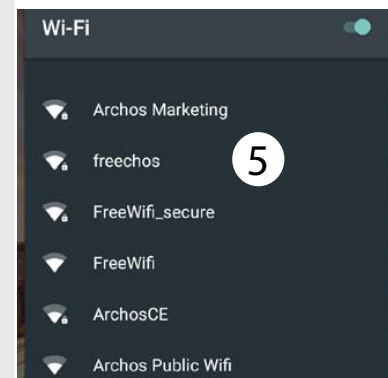 Wi-Fi
Archos Marketing
freechos
5
FreeWifi_secure
FreeWifi
ArchosCE
Archos Public Wifi